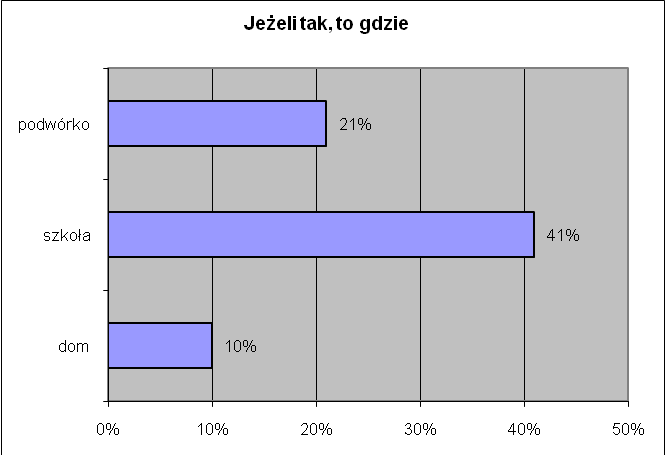 Jeżeli tak, to gdzie
podwórko
21%
szkoła
41%
dom
10%
0% 10% 20% 30% 40% 50%